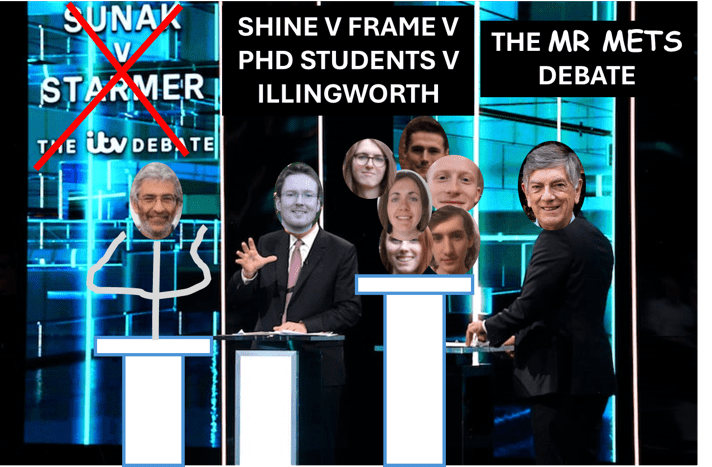 SUNAK
V
STARMER
THE itv DEBATE
SHINE V FRAME V
PHD STUDENTS V
ILLINGWORTH
THE MR METS
DEBATE